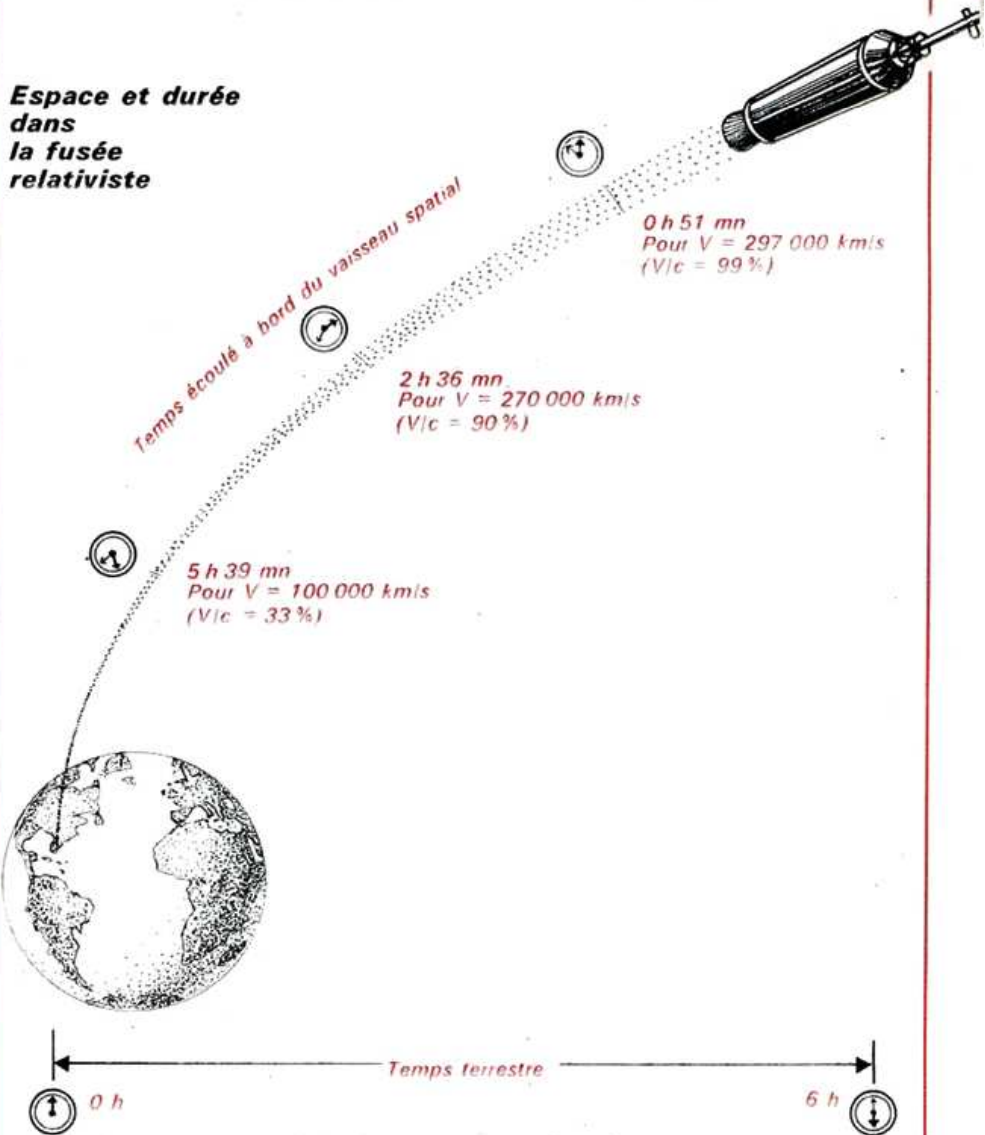 Espace et durée
dans
la fusée
relativiste
Temps écoulé à bord du vaisseau spatial
0 h 51 mn
Pour V = 297 000 km/s
(V/c = 99 %)
2 h 36 mn
Pour V = 270 000 km/s
(V/c = 90 %)
5 h 39 mn
Pour V = 100 000 km/s
(V/c = 33 %)
Temps terrestre
0 h
6 h